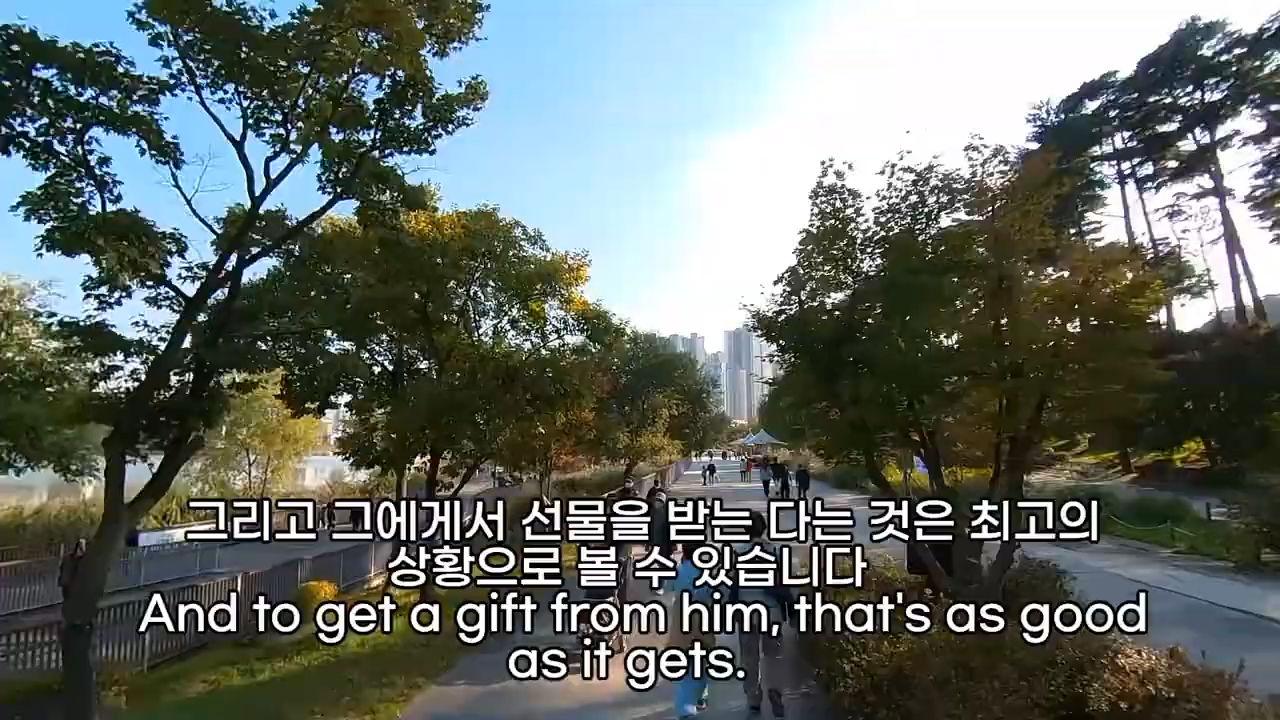 그리고 그에게서 선물을 받는 다는 것은 최고의
상황으로 볼 수 있습니다
And to get a gift from him, that's as good
as it gets.